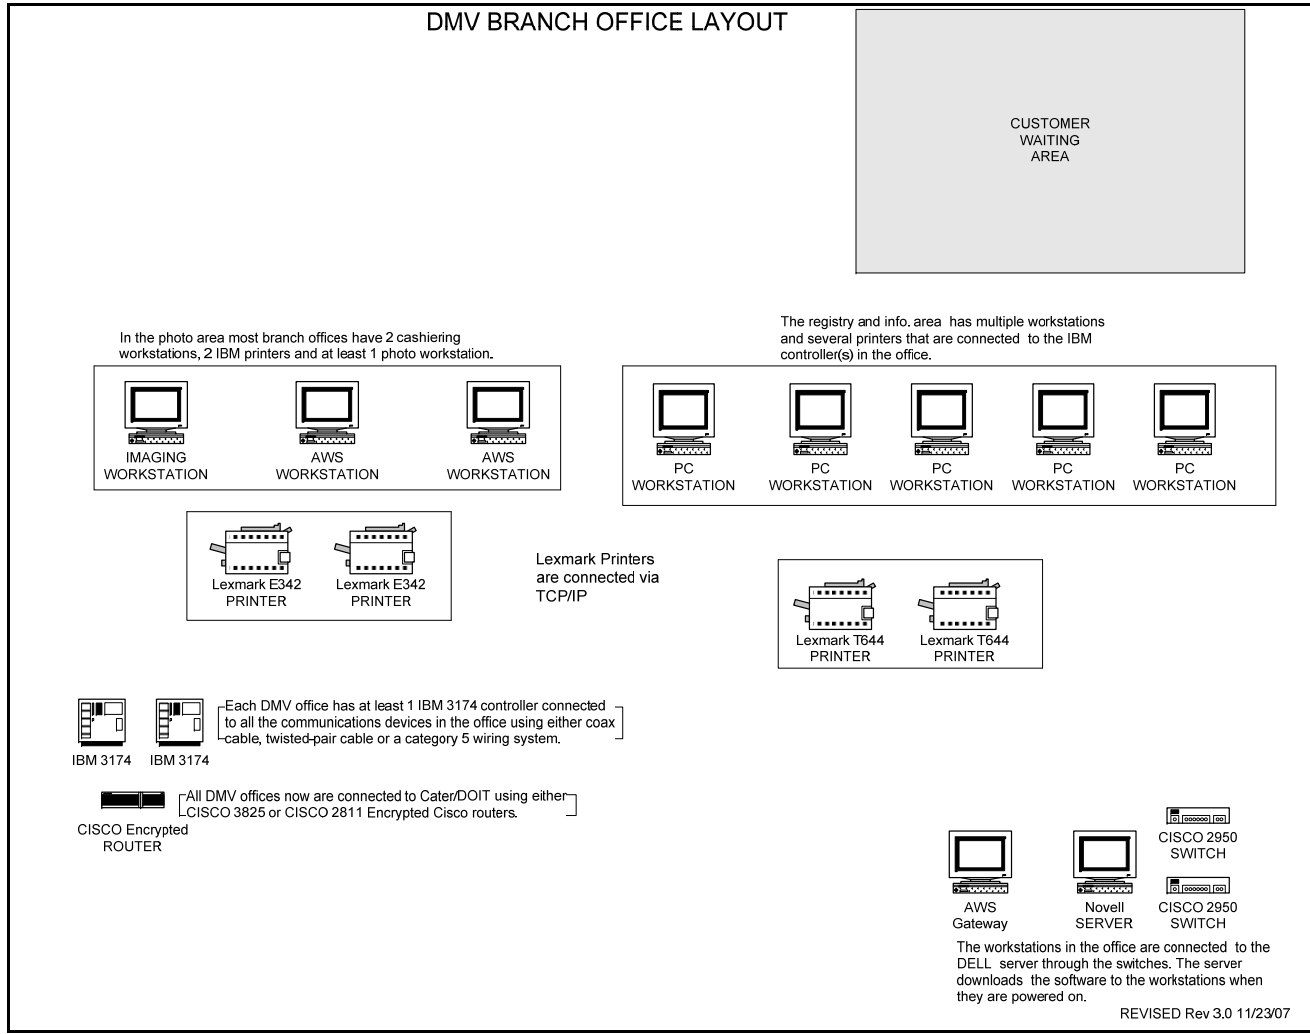 DMV BRANCH OFFICE LAYOUT
CUSTOMER
WAITING
AREA
In the photo area most branch offices have 2 cashiering
workstations, 2 IBM printers and at least 1 photo workstation.
The registry and info. area has multiple workstations
and several printers that are connected to the IBM
controller(s) in the office.
IMAGING
WORKSTATION
AWS
WORKSTATION
AWS
WORKSTATION
PC
WORKSTATION
PC
WORKSTATION
PC
WORKSTATION
PC
WORKSTATION
PC
WORKSTATION
Lexmark E342
PRINTER
Lexmark E342
PRINTER
Lexmark Printers
are connected via
TCP/IP
Lexmark T644
PRINTER
Lexmark T644
PRINTER
IBM 3174
IBM 3174
Each DMV office has at least 1 IBM 3174 controller connected
to all the communications devices in the office using either coax
cable, twisted-pair cable or a category 5 wiring system.
CISCO Encrypted
ROUTER
All DMV offices now are connected to Cater/DOIT using either
CISCO 3825 or CISCO 2811 Encrypted Cisco routers.
AWS
Gateway
Novell
SERVER
CISCO 2950
SWITCH
CISCO 2950
SWITCH
The workstations in the office are connected to the
DELL server through the switches. The server
downloads the software to the workstations when
they are powered on.
REVISED Rev 3.0 11/23/07